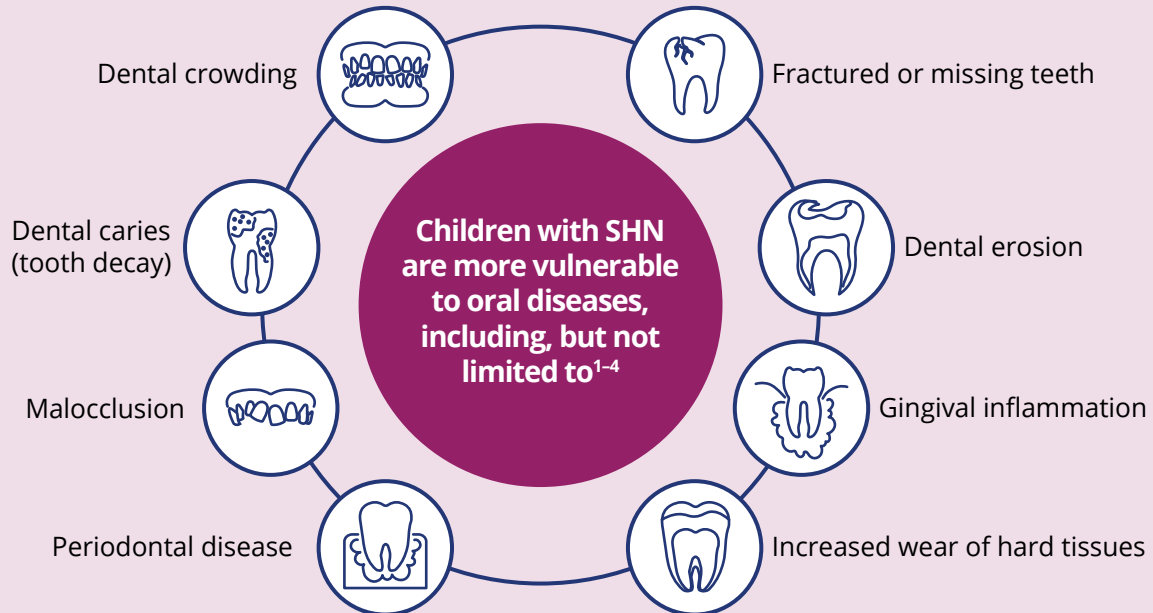 Dental crowding
Fractured or missing teeth
Dental caries
(tooth decay)
Children with SHN
are more vulnerable
to oral diseases,
including, but not
limited to¹⁻⁴
Dental erosion
Malocclusion
Gingival inflammation
Periodontal disease
Increased wear of hard tissues